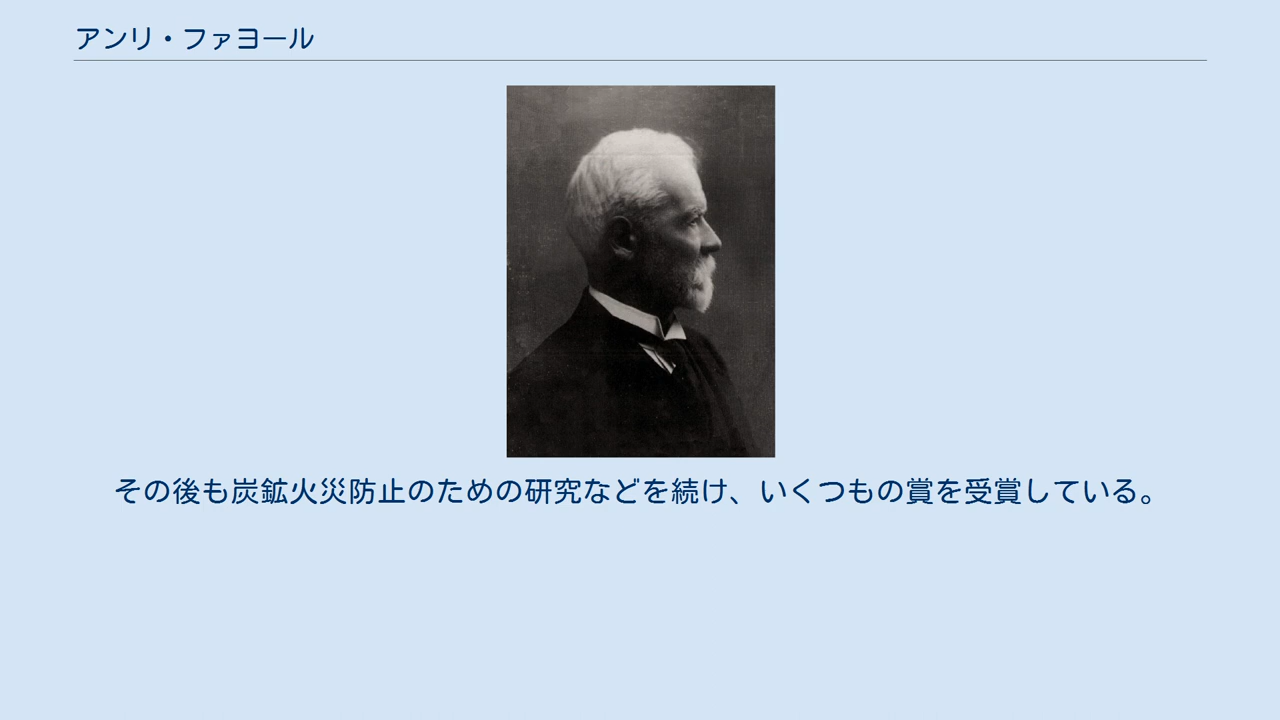 アンリ・ファヨール
その後も炭鉱火災防止のための研究などを続け、いくつもの賞を受賞している。